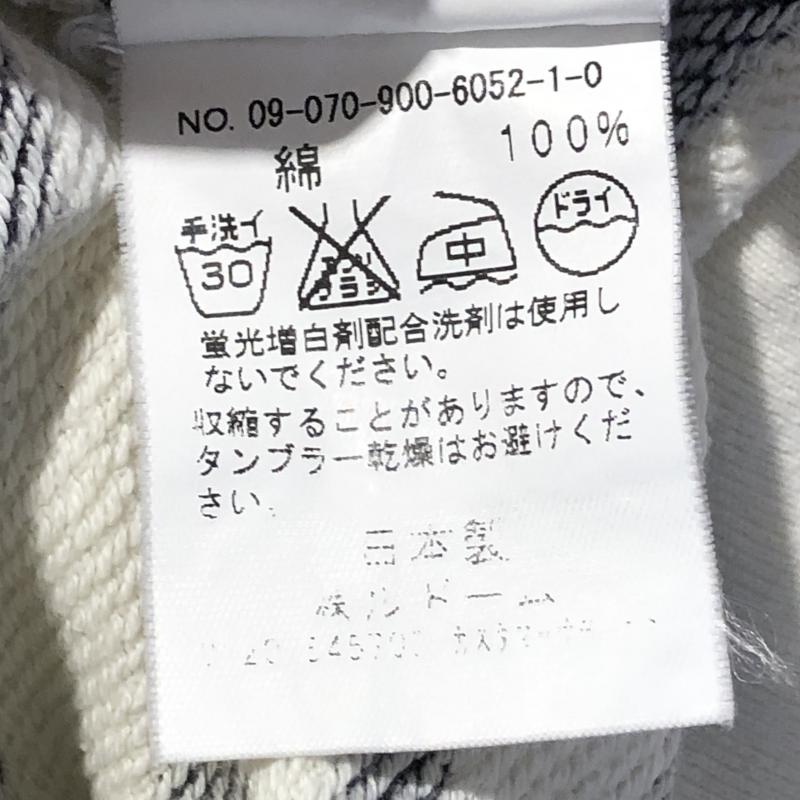 NO. 09-070-900-6052-1-0
綿 100%
手洗イ
30
中
ドライ
蛍光増白剤配合洗剤は使用し
ないでください。
収縮することがありますので、
タンブラー乾燥はお避けくだ
さい。
日本製